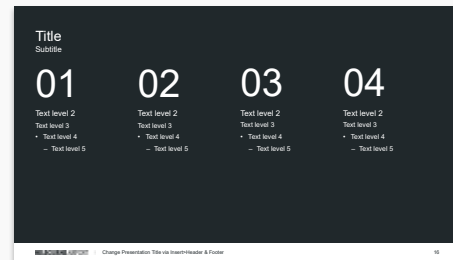 Title
Subtitle
01
Text level 2
Text level 3
• Text level 4
– Text level 5
02
Text level 2
Text level 3
• Text level 4
– Text level 5
03
Text level 2
Text level 3
• Text level 4
– Text level 5
04
Text level 2
Text level 3
• Text level 4
– Text level 5
| Change Presentation Title via Insert>Header & Footer
16